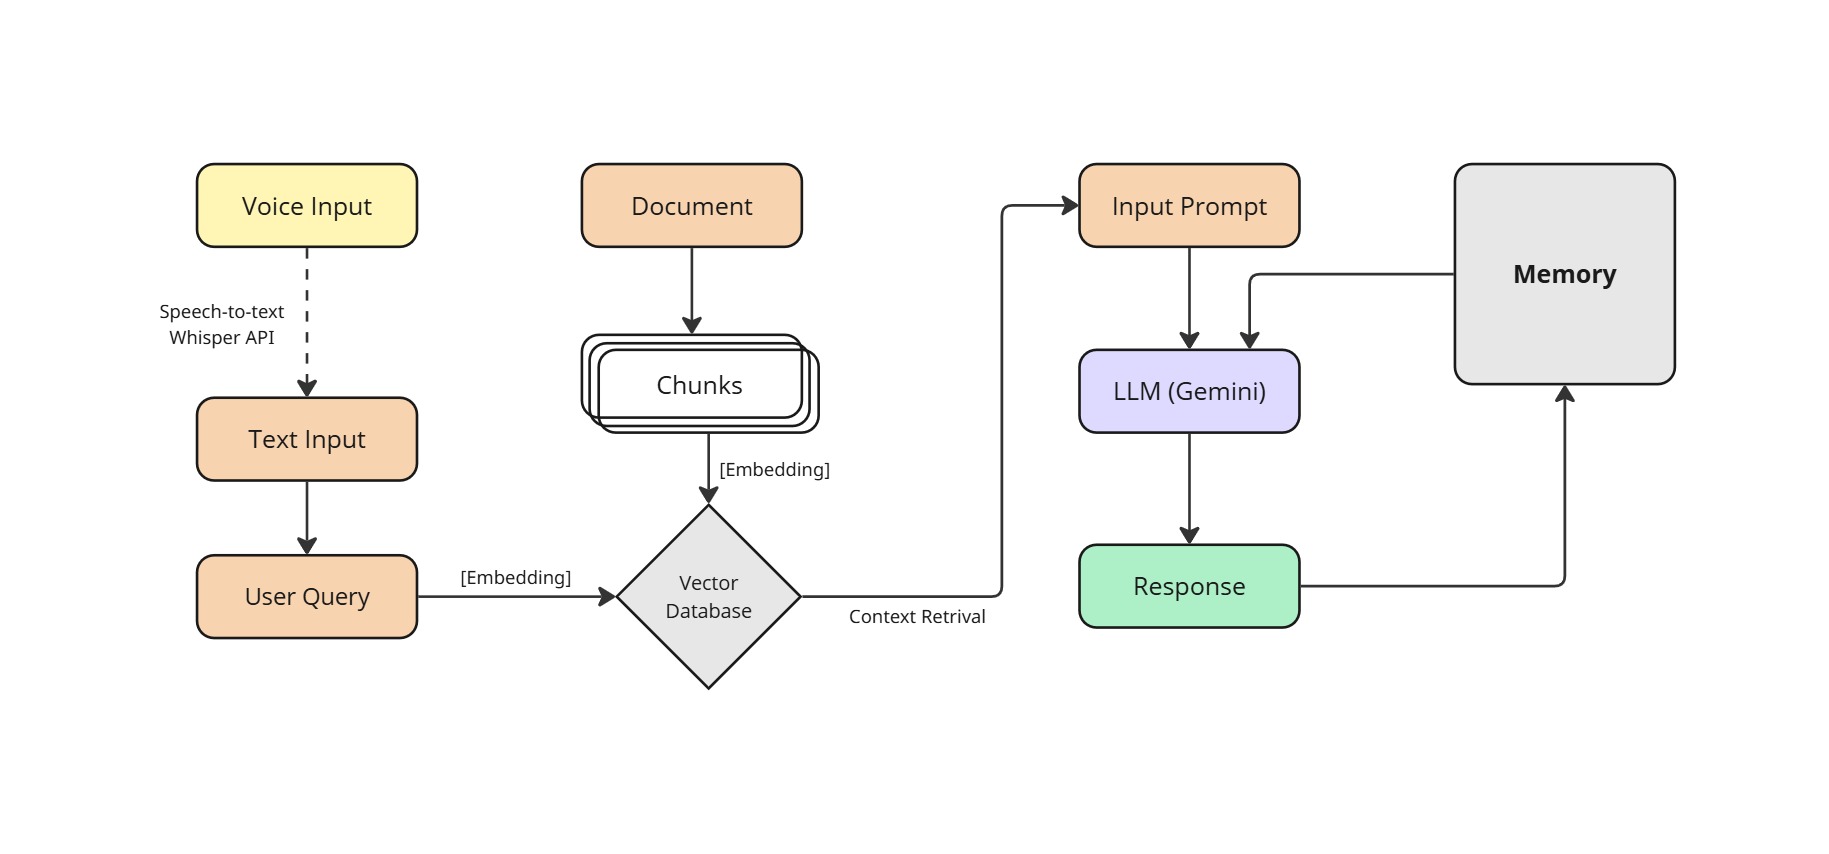 Voice Input
Speech-to-text
Whisper API
Text Input
User Query
[Embedding]
Document
Chunks
[Embedding]
Vector
Database
Context Retrival
Input Prompt
LLM (Gemini)
Response
Memory